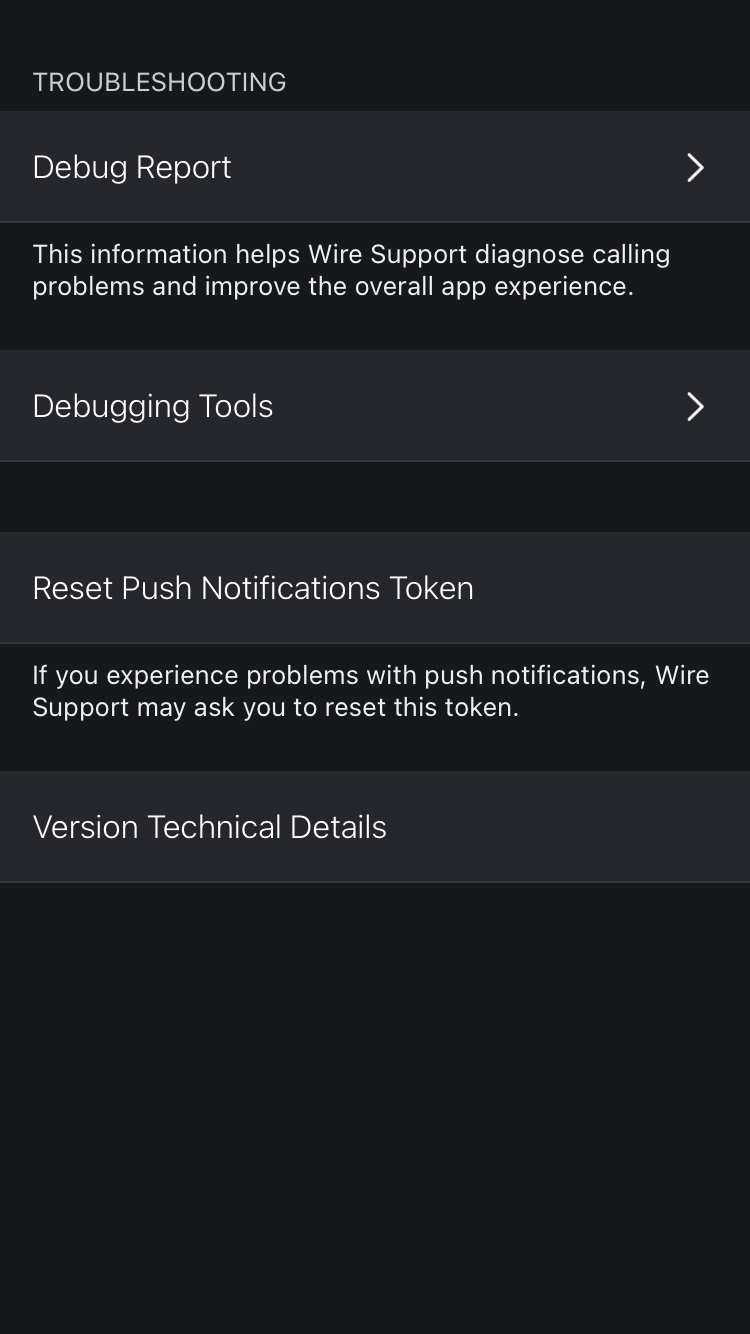 TROUBLESHOOTING
Debug Report
This information helps Wire Support diagnose calling
problems and improve the overall app experience.
Debugging Tools
Reset Push Notifications Token
If you experience problems with push notifications, Wire
Support may ask you to reset this token.
Version Technical Details